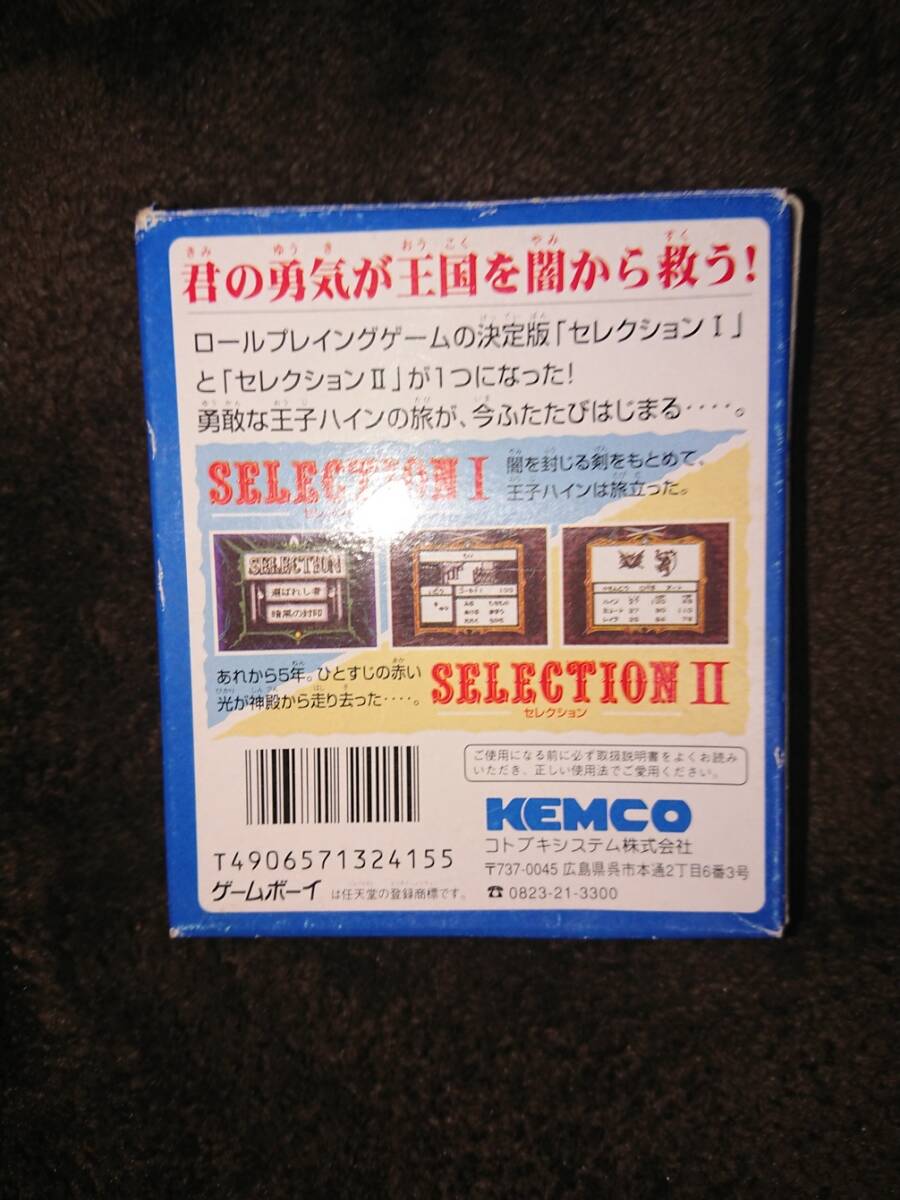 君の勇気が王国を闇から救う!
ロールプレイングゲームの決定版「セレクションⅠ」
と「セレクションⅡ」が1つになった!
勇敢な王子ハインの旅が、今ふたたびはじまる‥‥。
SELECTION I
闇を封じる剣をもとめて、
王子ハインは旅立った。
SELECTION
選ばれし者
暗黒の封印
あれから5年。ひとすじの赤い
光が神殿から走り去った‥‥。
SELECTION II
セレクション
ご使用になる前に必ず取扱説明書をよくお読み
いただき、正しい使用法でご愛用ください。
KEMCO
コトブキシステム株式会社
〒737-0045 広島県呉市本通2丁目6番3号
☎ 0823-21-3300
T4906571324155
ゲームボーイ は任天堂の登録商標です。